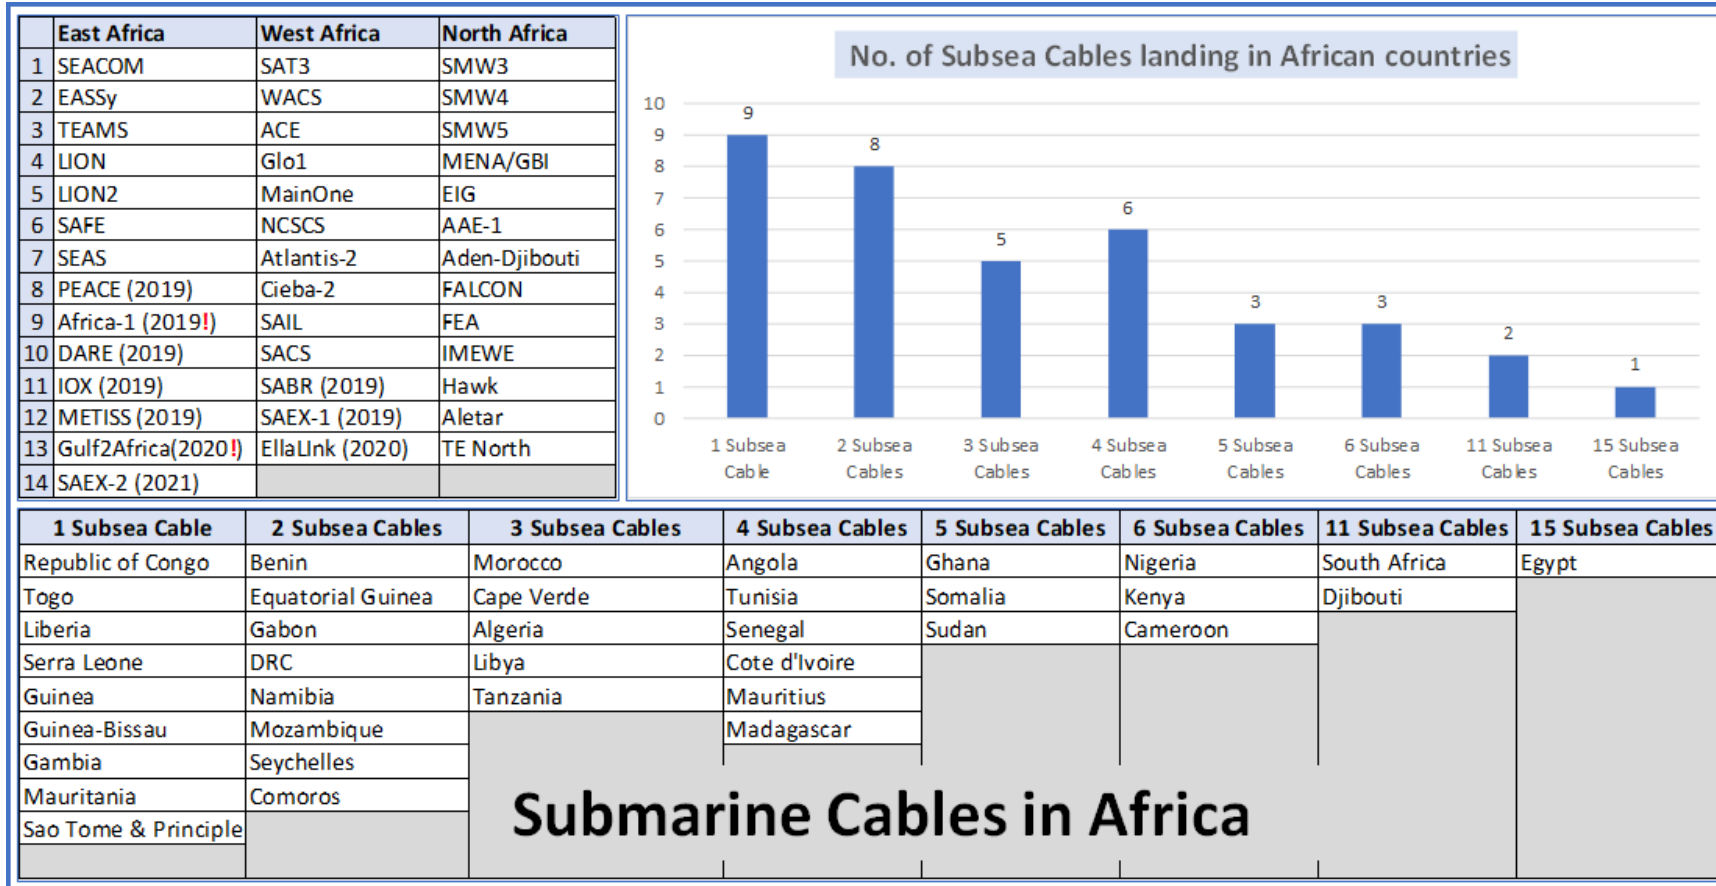 East Africa West Africa North Africa
1 SEACOM SAT3 SMW3
2 EASSy WACS SMW4
3 TEAMS ACE SMW5
4 LION Glo1 MENA/GBI
5 LION2 MainOne EIG
6 SAFE NCSCS AAE-1
7 SEAS Atlantis-2 Aden-Djibouti
8 PEACE (2019) Cieba-2 FALCON
9 Africa-1 (2019!) SAIL FEA
10 DARE (2019) SACS IMEWE
11 IOX (2019) SABR (2019) Hawk
12 METISS (2019) SAEX-1 (2019) Aletar
13 Gulf2Africa(2020!) EllaLInk (2020) TE North
14 SAEX-2 (2021)
No. of Subsea Cables landing in African countries
10
9
8
7
6
5
4
3
2
1
0
9
8
5
6
3
3
2
1
1 Subsea Cable
2 Subsea Cables
3 Subsea Cables
4 Subsea Cables
5 Subsea Cables
6 Subsea Cables
11 Subsea Cables
15 Subsea Cables
1 Subsea Cable 2 Subsea Cables 3 Subsea Cables 4 Subsea Cables 5 Subsea Cables 6 Subsea Cables 11 Subsea Cables 15 Subsea Cables
Republic of Congo Benin Morocco Angola Ghana Nigeria South Africa Egypt
Togo Equatorial Guinea Cape Verde Tunisia Somalia Kenya Djibouti
Liberia Gabon Algeria Senegal Sudan Cameroon
Serra Leone DRC Libya Cote d'Ivoire
Guinea Namibia Tanzania Mauritius
Guinea-Bissau Mozambique Madagascar
Gambia Seychelles
Mauritania Comoros
Sao Tome & Principle
Submarine Cables in Africa